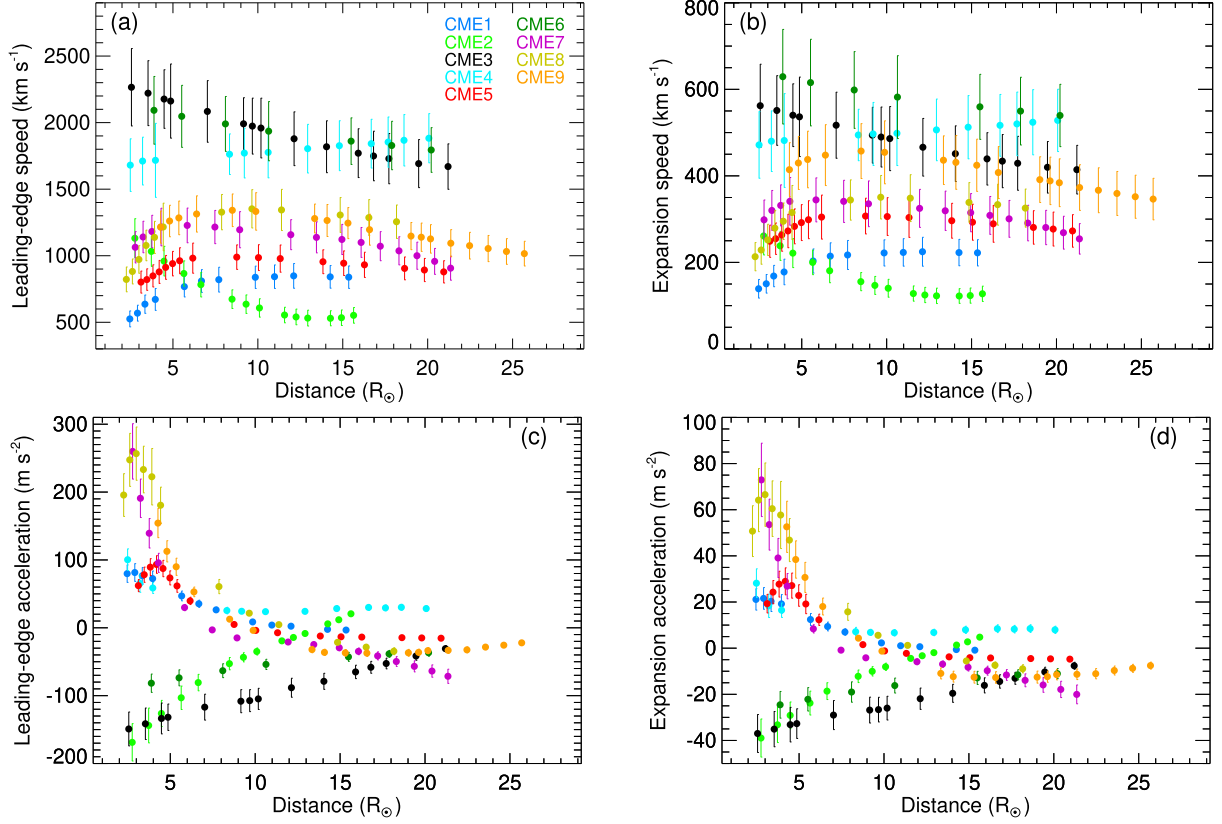 (a)
CME1 CME6
CME2 CME7
CME3 CME8
CME4 CME9
CME5
2500
2000
1500
1000
500
Leading-edge speed (km s⁻¹)
5 10 15 20 25
Distance (R☉)
(b)
800
600
400
200
0
Expansion speed (km s⁻¹)
5 10 15 20 25
Distance (R☉)
(c)
300
200
100
0
-100
-200
Leading-edge acceleration (m s⁻²)
5 10 15 20 25
Distance (R☉)
(d)
100
80
60
40
20
0
-20
-40
Expansion acceleration (m s⁻²)
5 10 15 20 25
Distance (R☉)